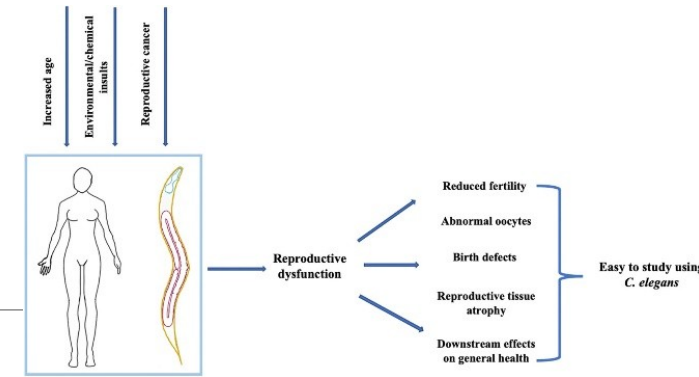 Increased age
Environmental/chemical
insults
Reproductive cancer
Reproductive
dysfunction
Reduced fertility
Abnormal oocytes
Birth defects
Reproductive tissue
atrophy
Downstream effects
on general health
Easy to study using
C. elegans